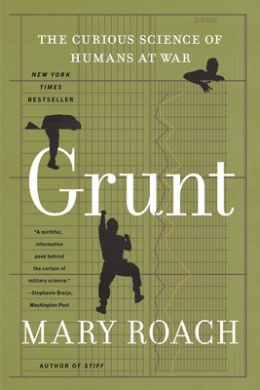 THE CURIOUS SCIENCE OF
HUMANS AT WAR
NEW YORK
TIMES
BESTSELLER
Grunt
"A mirthful,
informative
peek behind
the curtain of
military science."
—Stephanie Breijo,
Washington Post
MARY ROACH
AUTHOR OF STIFF